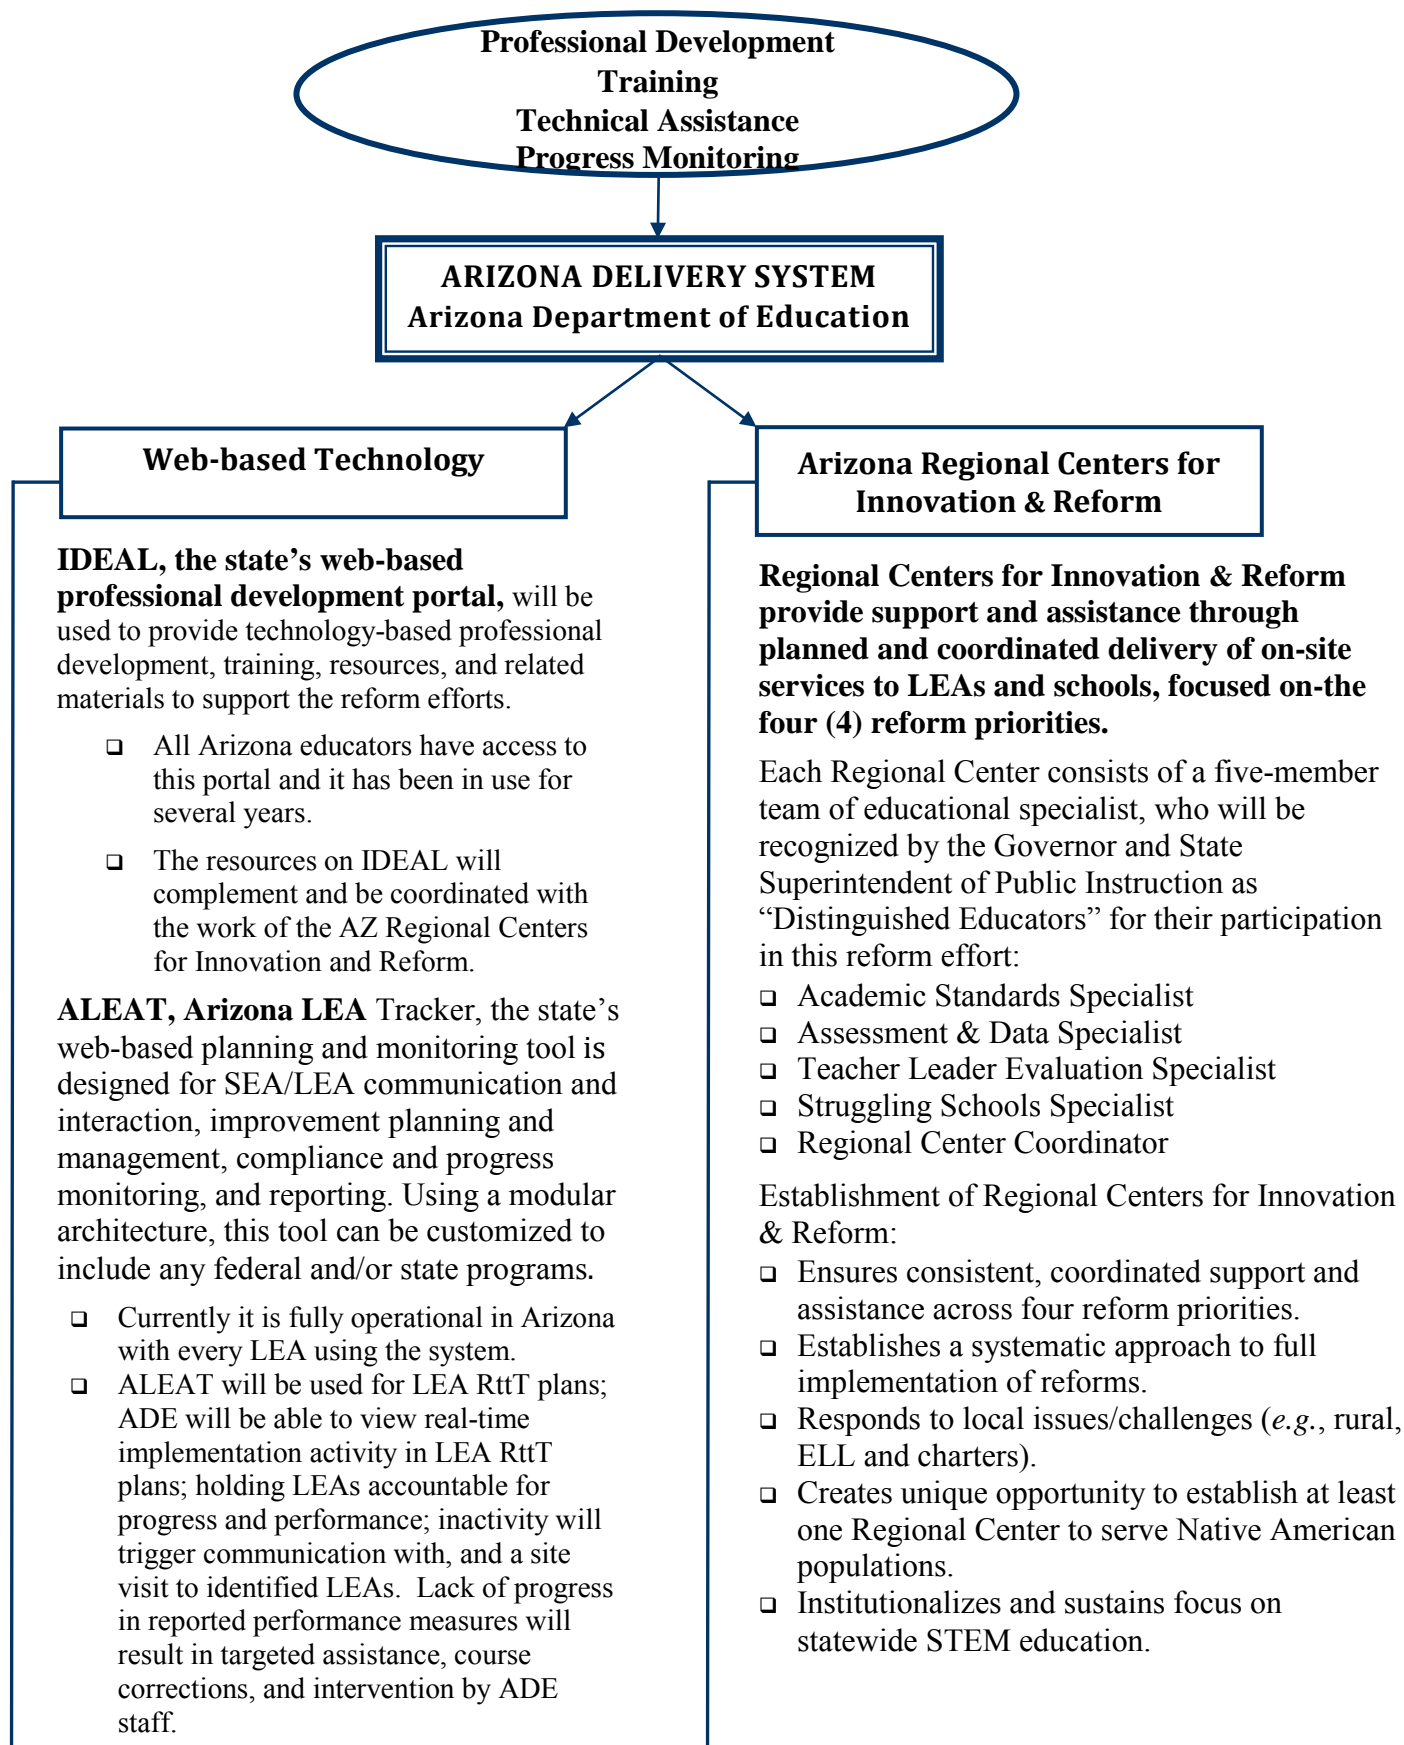 Professional Development
Training
Technical Assistance
Progress Monitoring
ARIZONA DELIVERY SYSTEM
Arizona Department of Education
Web-based Technology
IDEAL, the state’s web-based
professional development portal, will be
used to provide technology-based professional
development, training, resources, and related
materials to support the reform efforts.
❑ All Arizona educators have access to
this portal and it has been in use for
several years.
❑ The resources on IDEAL will
complement and be coordinated with
the work of the AZ Regional Centers
for Innovation and Reform.
ALEAT, Arizona LEA Tracker, the state’s
web-based planning and monitoring tool is
designed for SEA/LEA communication and
interaction, improvement planning and
management, compliance and progress
monitoring, and reporting. Using a modular
architecture, this tool can be customized to
include any federal and/or state programs.
❑ Currently it is fully operational in Arizona
with every LEA using the system.
❑ ALEAT will be used for LEA RttT plans;
ADE will be able to view real-time
implementation activity in LEA RttT
plans; holding LEAs accountable for
progress and performance; inactivity will
trigger communication with, and a site
visit to identified LEAs.  Lack of progress
in reported performance measures will
result in targeted assistance, course
corrections, and intervention by ADE
staff.
Arizona Regional Centers for
Innovation & Reform
Regional Centers for Innovation & Reform
provide support and assistance through
planned and coordinated delivery of on-site
services to LEAs and schools, focused on-the
four (4) reform priorities.
Each Regional Center consists of a five-member
team of educational specialist, who will be
recognized by the Governor and State
Superintendent of Public Instruction as
“Distinguished Educators” for their participation
in this reform effort:
❑ Academic Standards Specialist
❑ Assessment & Data Specialist
❑ Teacher Leader Evaluation Specialist
❑ Struggling Schools Specialist
❑ Regional Center Coordinator
Establishment of Regional Centers for Innovation
& Reform:
❑ Ensures consistent, coordinated support and
assistance across four reform priorities.
❑ Establishes a systematic approach to full
implementation of reforms.
❑ Responds to local issues/challenges (e.g., rural,
ELL and charters).
❑ Creates unique opportunity to establish at least
one Regional Center to serve Native American
populations.
❑ Institutionalizes and sustains focus on
statewide STEM education.